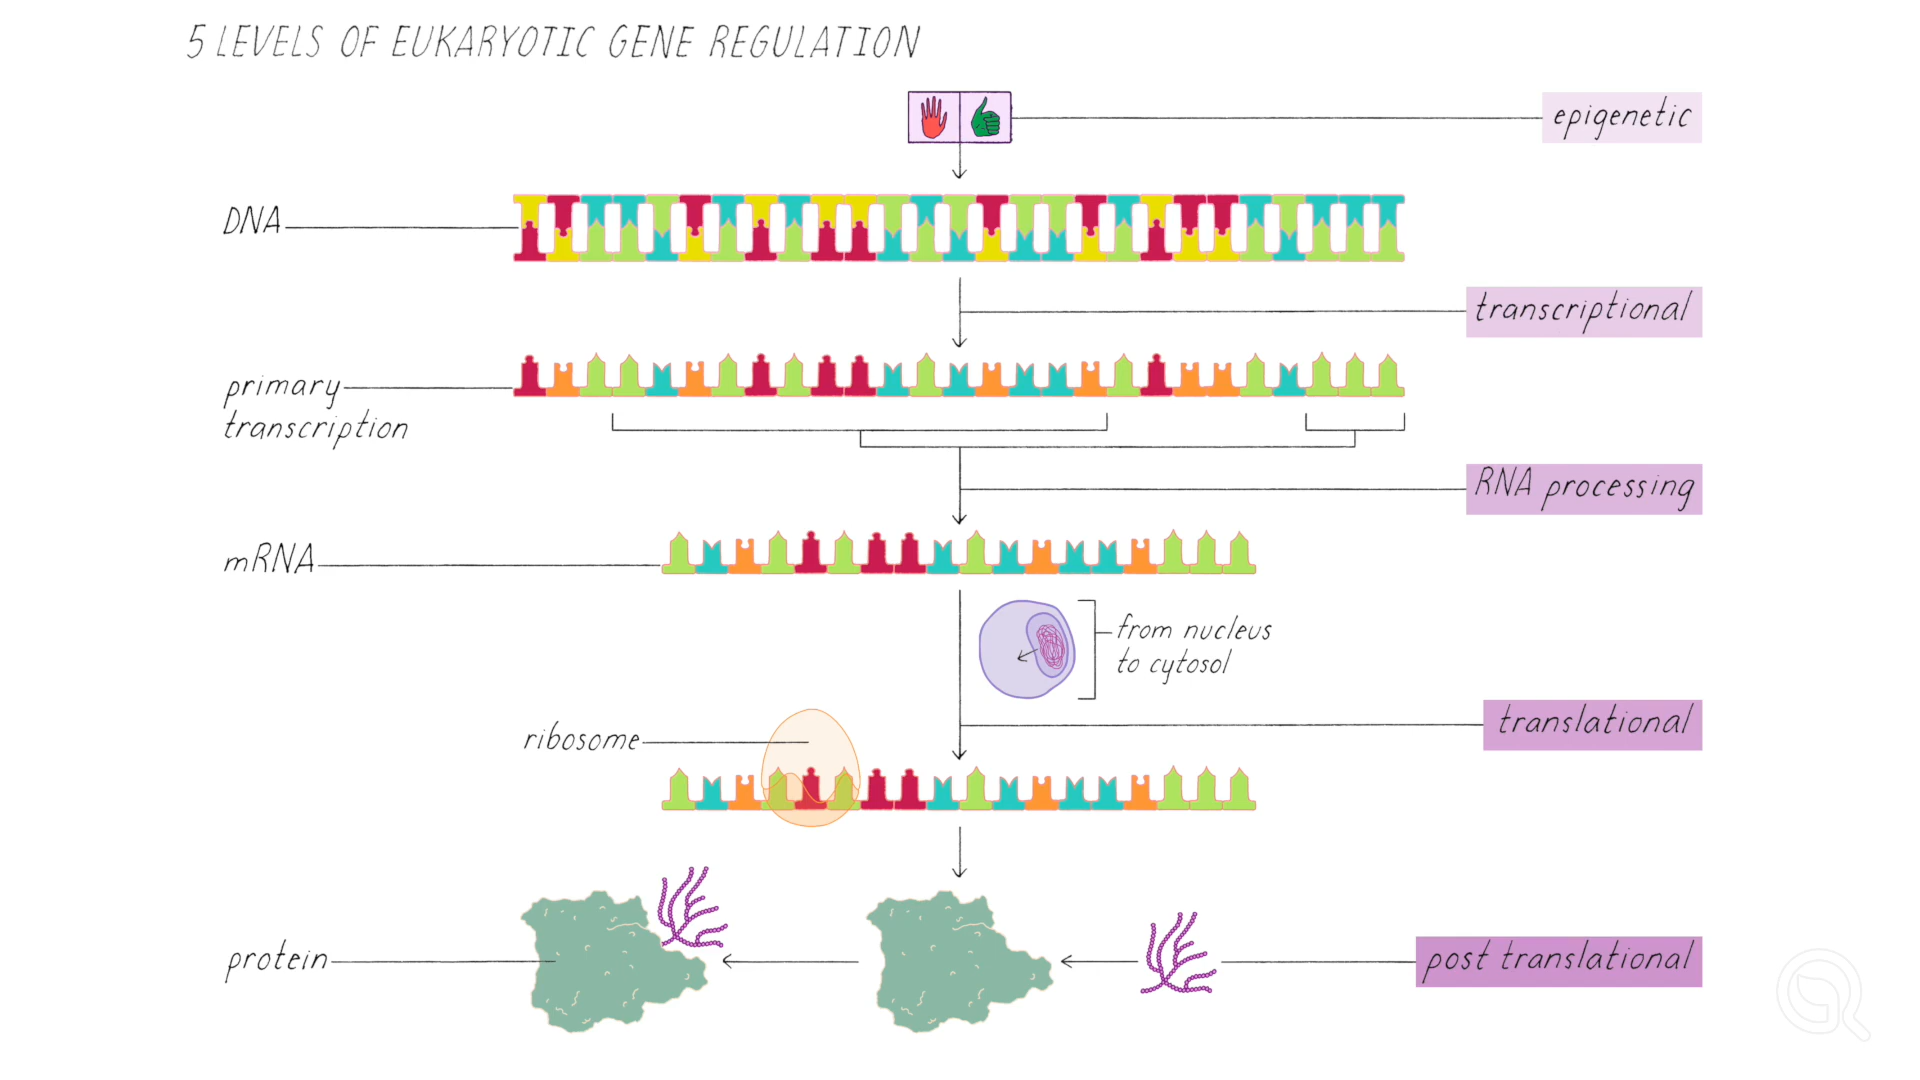 5 LEVELS OF EUKARYOTIC GENE REGULATION
epigenetic
DNA
transcriptional
primary
transcription
RNA processing
mRNA
from nucleus
to cytosol
translational
ribosome
protein
post translational